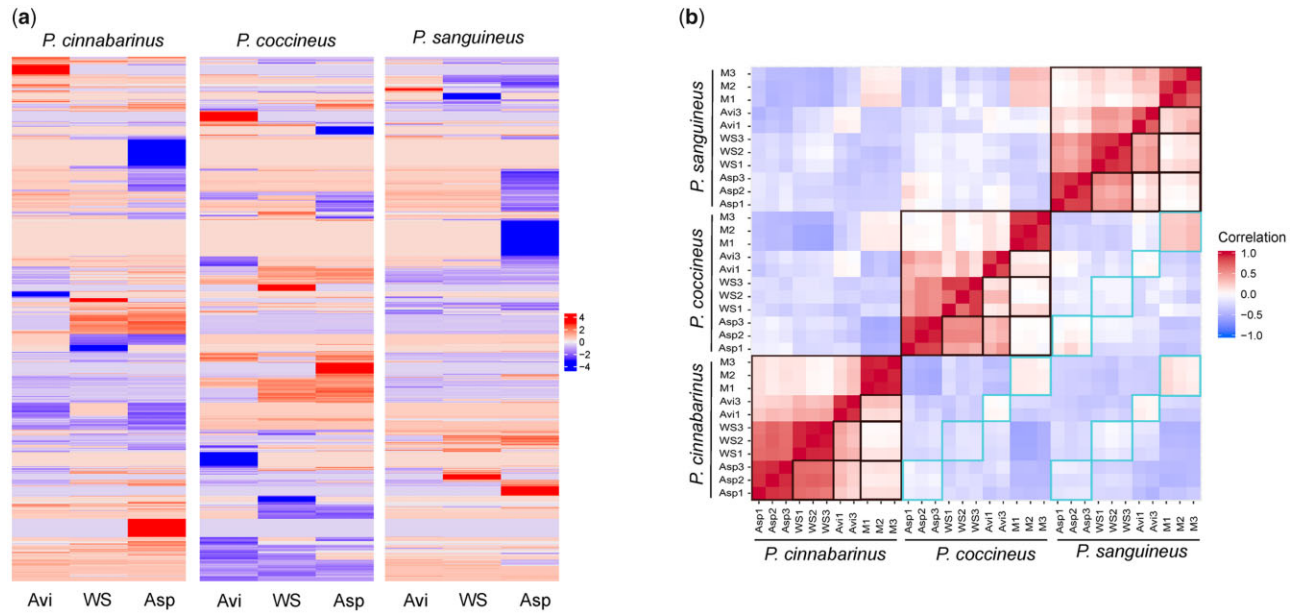 (a)
P. cinnabarinus P. coccineus P. sanguineus
4
2
0
−2
−4
Avi WS Asp Avi WS Asp Avi WS Asp
(b)
P. sanguineus
M3
M2
M1
Avi3
Avi1
WS3
WS2
WS1
Asp3
Asp2
Asp1
P. coccineus
M3
M2
M1
Avi3
Avi1
WS3
WS2
WS1
Asp3
Asp2
Asp1
P. cinnabarinus
M3
M2
M1
Avi3
Avi1
WS3
WS2
WS1
Asp3
Asp2
Asp1
Correlation
1.0
0.5
0.0
−0.5
−1.0
Asp1 Asp2 Asp3 WS1 WS2 WS3 Avi1 Avi3 M1 M2 M3 Asp1 Asp2 Asp3 WS1 WS2 WS3 Avi1 Avi3 M1 M2 M3 Asp1 Asp2 Asp3 WS1 WS2 WS3 Avi1 Avi3 M1 M2 M3
P. cinnabarinus P. coccineus P. sanguineus